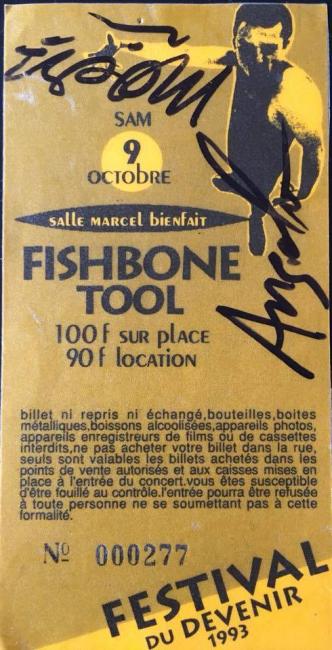 SAM
9
OCTOBRE
SALLE MARCEL BIENFAIT
FISHBONE
TOOL
100 f SUR PLACE
90 f LOCATION
billet ni repris ni échangé,bouteilles,boites
métalliques,boissons alcoolisées,appareils photos,
appareils enregistreurs de films ou de cassettes
interdits,ne pas acheter votre billet dans la rue,
seuls sont valables les billets achetés dans les
points de vente autorisés et aux caisses mises en
place à l'entrée du concert.vous êtes susceptible
d'être fouillé au contrôle.l'entrée pourra être refusée
à toute personne ne se soumettant pas à cette
formalité.
Nº 000277
FESTIVAL
DU DEVENIR
1993